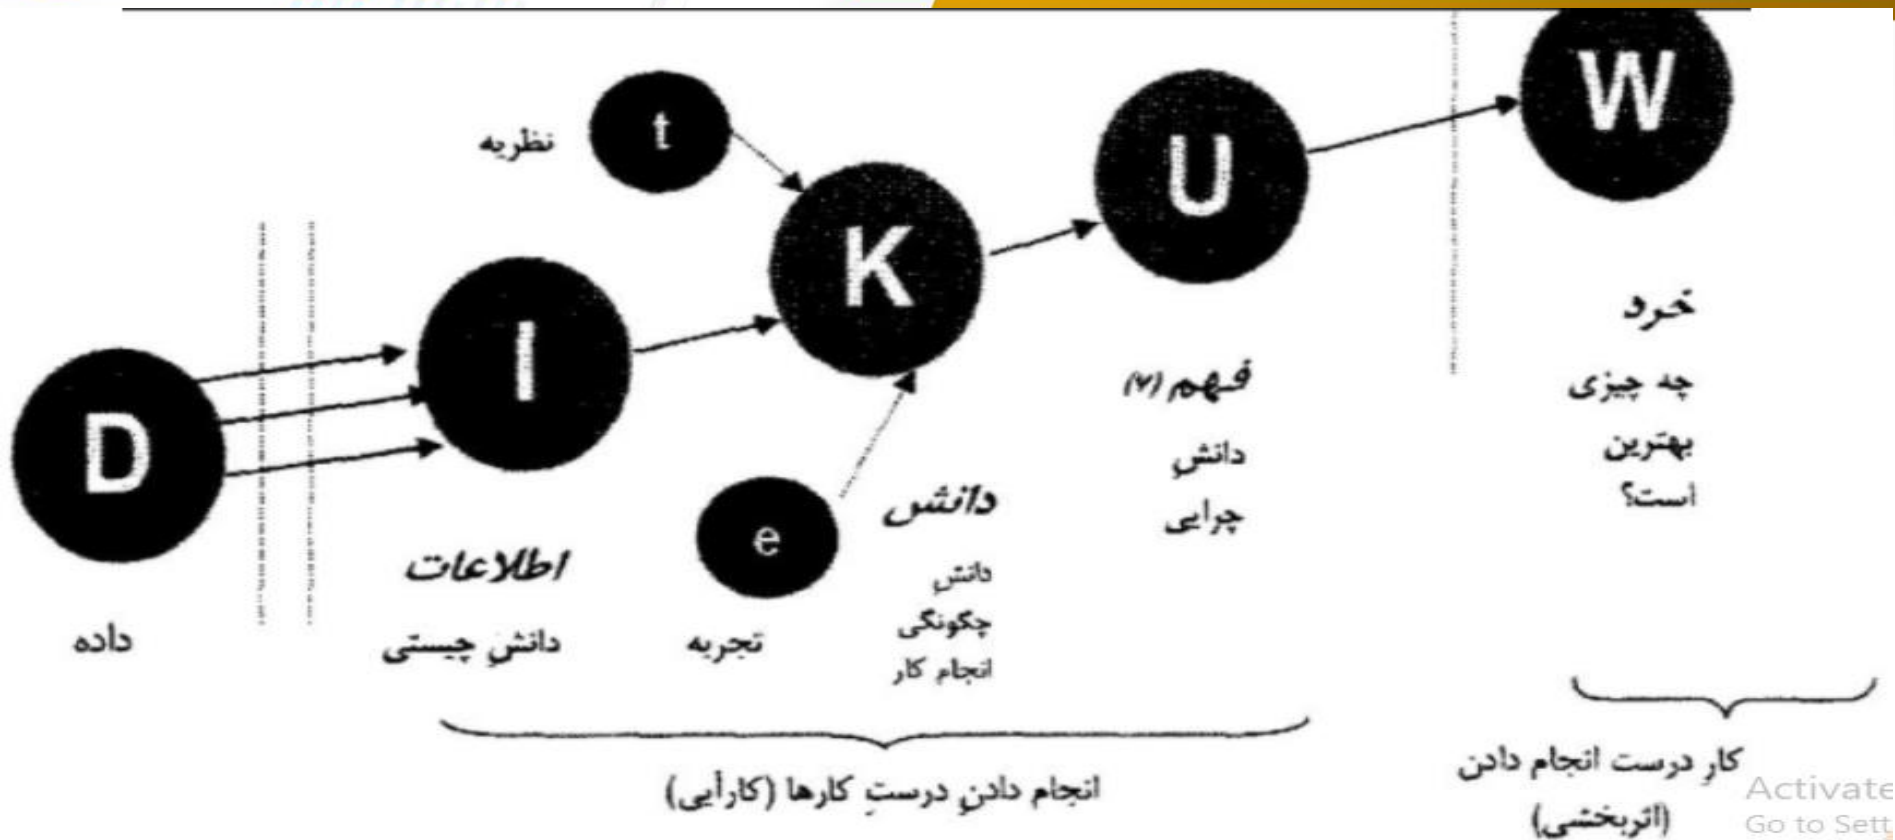 W
t
نظریه
U
K
I
D
e
خرد
چه چیزی
بهترین
است؟
فهم (۷)
دانشِ
چرایی
دانش
دانشِ
چگونگی
انجام کار
تجربه
اطلاعات
دانشِ چیستی
داده
انجام دادنِ درستِ کارها (کارآیی)
کارِ درست انجام دادن
(اثربخشی)
Activate
Go to Sett